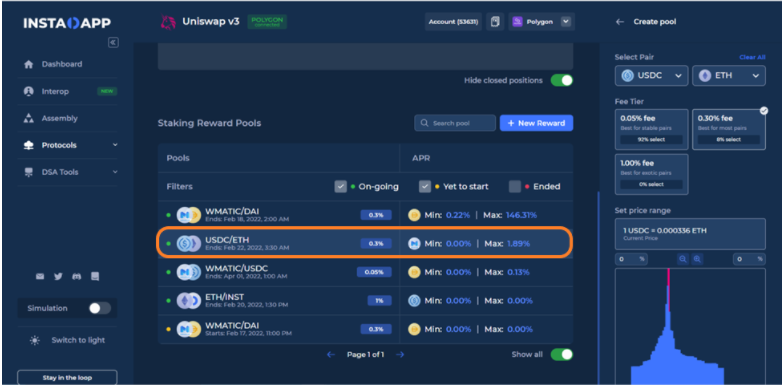 INSTADAPP
Dashboard
Interop NEW
Assembly
Protocols
DSA Tools
Simulation
Switch to light
Stay in the loop
Uniswap v3 POLYGON
CONNECTED
Account (53631) Polygon
Hide closed positions
Staking Reward Pools Search pool + New Reward
Pools APR
Filters On-going Yet to start Ended
WMATIC/DAI
Ends: Feb 18, 2022, 2:00 AM
0.3% Min: 0.22% | Max: 146.31%
USDC/ETH
Ends: Feb 22, 2022, 3:30 AM
0.3% Min: 0.00% | Max: 1.89%
WMATIC/USDC
Ends: Apr 01, 2022, 1:00 AM
0.05% Min: 0.00% | Max: 0.13%
ETH/INST
Ends: Feb 20, 2022, 1:30 PM
1% Min: 0.00% | Max: 0.00%
WMATIC/DAI
Starts: Feb 17, 2022, 11:00 PM
0.3% Min: 0.00% | Max: 0.00%
← Page 1 of 1 → Show all
← Create pool
Select Pair Clear All
USDC ETH
Fee Tier
0.05% fee
Best for stable pairs
92% select
0.30% fee
Best for most pairs
8% select
1.00% fee
Best for exotic pairs
0% select
Set price range
1 USDC = 0.000336 ETH
Current Price
0 % 0 %